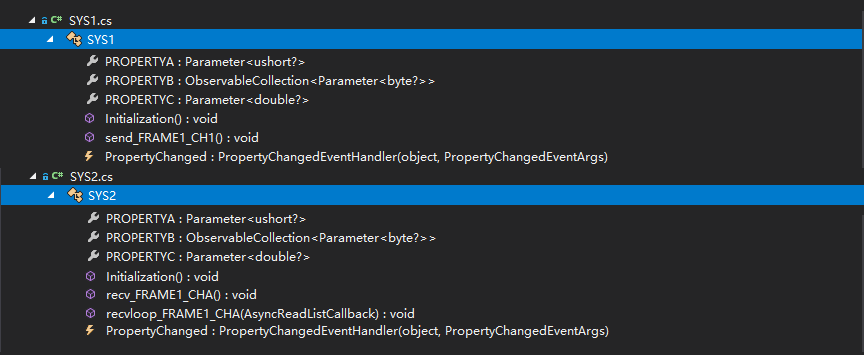 C# SYS1.cs
SYS1
PROPERTYA : Parameter<ushort?>
PROPERTYB : ObservableCollection<Parameter<byte?>>
PROPERTYC : Parameter<double?>
Initialization() : void
send_FRAME1_CH1() : void
PropertyChanged : PropertyChangedEventHandler(object, PropertyChangedEventArgs)
C# SYS2.cs
SYS2
PROPERTYA : Parameter<ushort?>
PROPERTYB : ObservableCollection<Parameter<byte?>>
PROPERTYC : Parameter<double?>
Initialization() : void
recv_FRAME1_CHA() : void
recvloop_FRAME1_CHA(AsyncReadListCallback) : void
PropertyChanged : PropertyChangedEventHandler(object, PropertyChangedEventArgs)